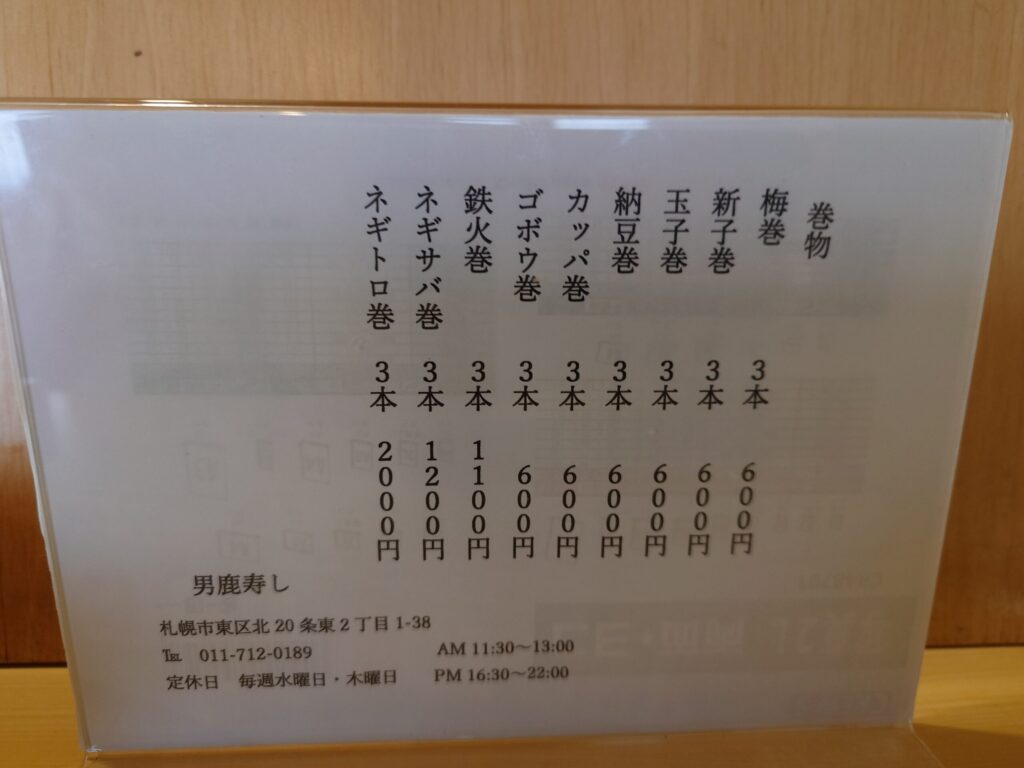 巻物
梅巻 3本 600円
新子巻 3本 600円
玉子巻 3本 600円
納豆巻 3本 600円
カッパ巻 3本 600円
ゴボウ巻 3本 600円
鉄火巻 3本 1100円
ネギサバ巻 3本 1200円
ネギトロ巻 3本 2000円
男鹿寿し
札幌市東区北20条東2丁目1-38
℡ 011-712-0189 AM 11:30~13:00
定休日 毎週水曜日・木曜日 PM 16:30~22:00